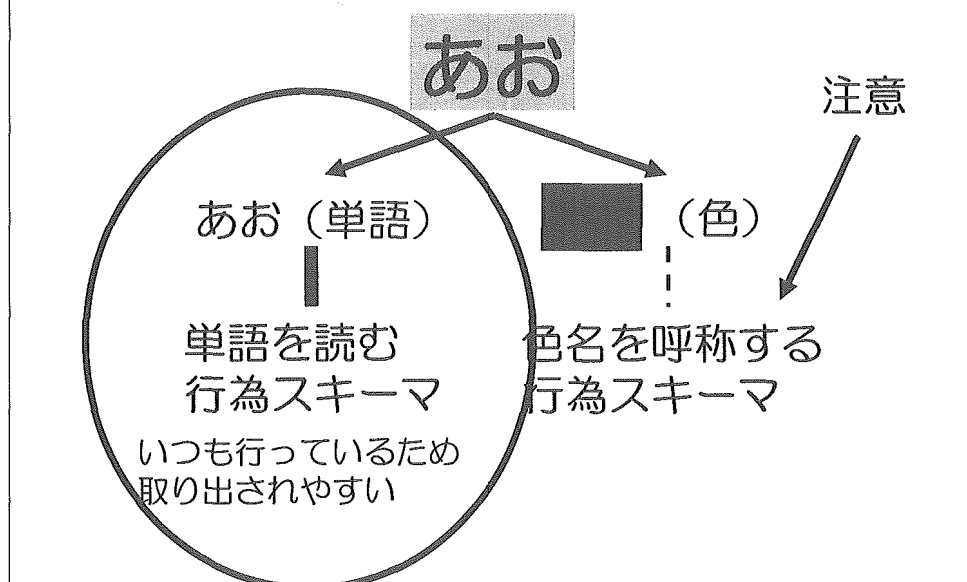 あお
注意
あお（単語）
（色）
単語を読む
行為スキーマ
色名を呼称する
行為スキーマ
いつも行っているため
取り出されやすい